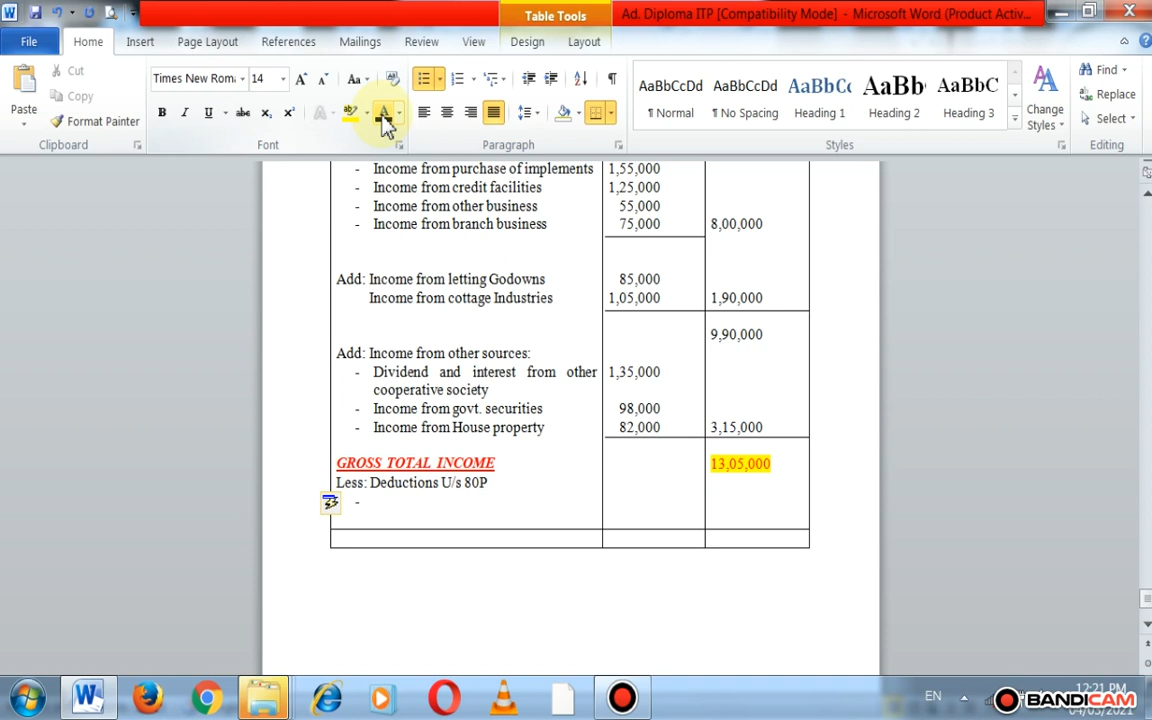 Table Tools
Ad. Diploma ITP [Compatibility Mode] - Microsoft Word (Product Activ...
File Home Insert Page Layout References Mailings Review View Design Layout
Paste
Cut
Copy
Format Painter
Clipboard
Times New Rom 14
Font
Paragraph
AaBbCcDd AaBbCcDd AaBbCc AaBb AaBbC
¶ Normal ¶ No Spacing Heading 1 Heading 2 Heading 3
Change Styles
Styles
Find
Replace
Select
Editing
- Income from purchase of implements 1,55,000
- Income from credit facilities 1,25,000
- Income from other business 55,000
- Income from branch business 75,000 8,00,000
Add: Income from letting Godowns 85,000
Income from cottage Industries 1,05,000 1,90,000
9,90,000
Add: Income from other sources:
- Dividend and interest from other 1,35,000
cooperative society
- Income from govt. securities 98,000
- Income from House property 82,000 3,15,000
GROSS TOTAL INCOME 13,05,000
Less: Deductions U/s 80P
-
EN
12:21 PM
BANDICAM